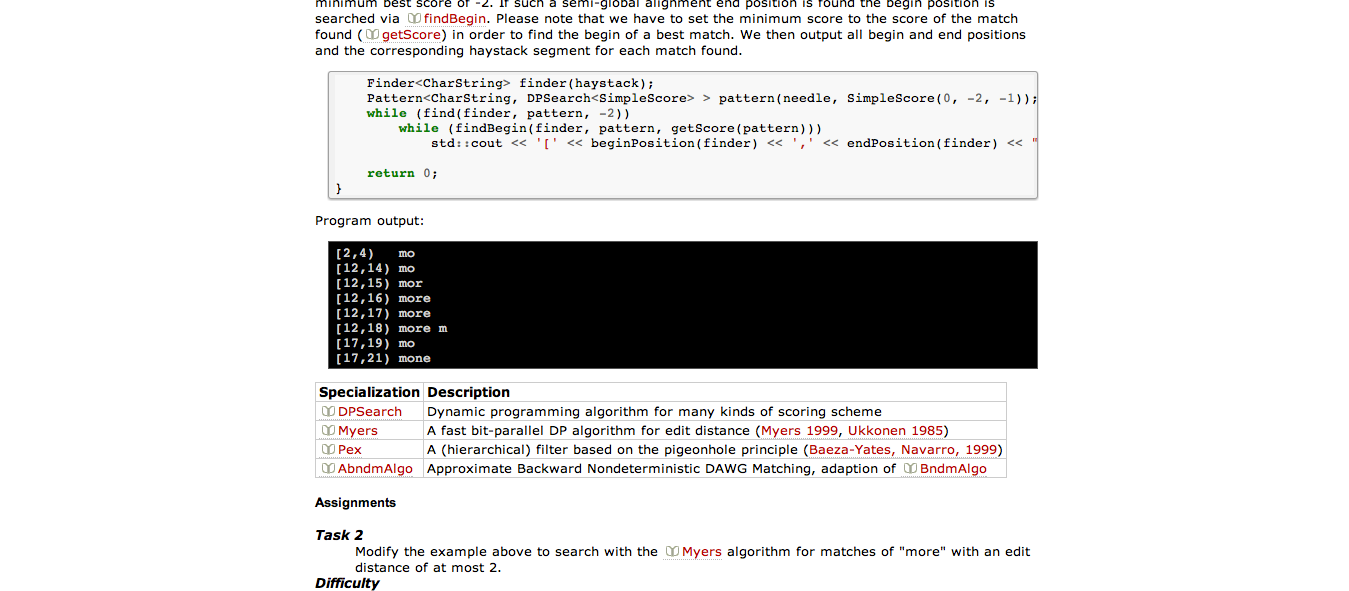 minimum best score of -2. If such a semi-global alignment end position is found the begin position is
searched via findBegin. Please note that we have to set the minimum score to the score of the match
found ( getScore) in order to find the begin of a best match. We then output all begin and end positions
and the corresponding haystack segment for each match found.
Finder<CharString> finder(haystack);
Pattern<CharString, DPSearch<SimpleScore> > pattern(needle, SimpleScore(0, -2, -1));
while (find(finder, pattern, -2))
while (findBegin(finder, pattern, getScore(pattern)))
std::cout << '[' << beginPosition(finder) << ',' << endPosition(finder) << "
return 0;
}
Program output:
[2,4)   mo
[12,14) mo
[12,15) mor
[12,16) more
[12,17) more
[12,18) more m
[17,19) mo
[17,21) mone
Specialization Description
DPSearch Dynamic programming algorithm for many kinds of scoring scheme
Myers A fast bit-parallel DP algorithm for edit distance (Myers 1999, Ukkonen 1985)
Pex A (hierarchical) filter based on the pigeonhole principle (Baeza-Yates, Navarro, 1999)
AbndmAlgo Approximate Backward Nondeterministic DAWG Matching, adaption of BndmAlgo
Assignments
Task 2
Modify the example above to search with the Myers algorithm for matches of "more" with an edit
distance of at most 2.
Difficulty